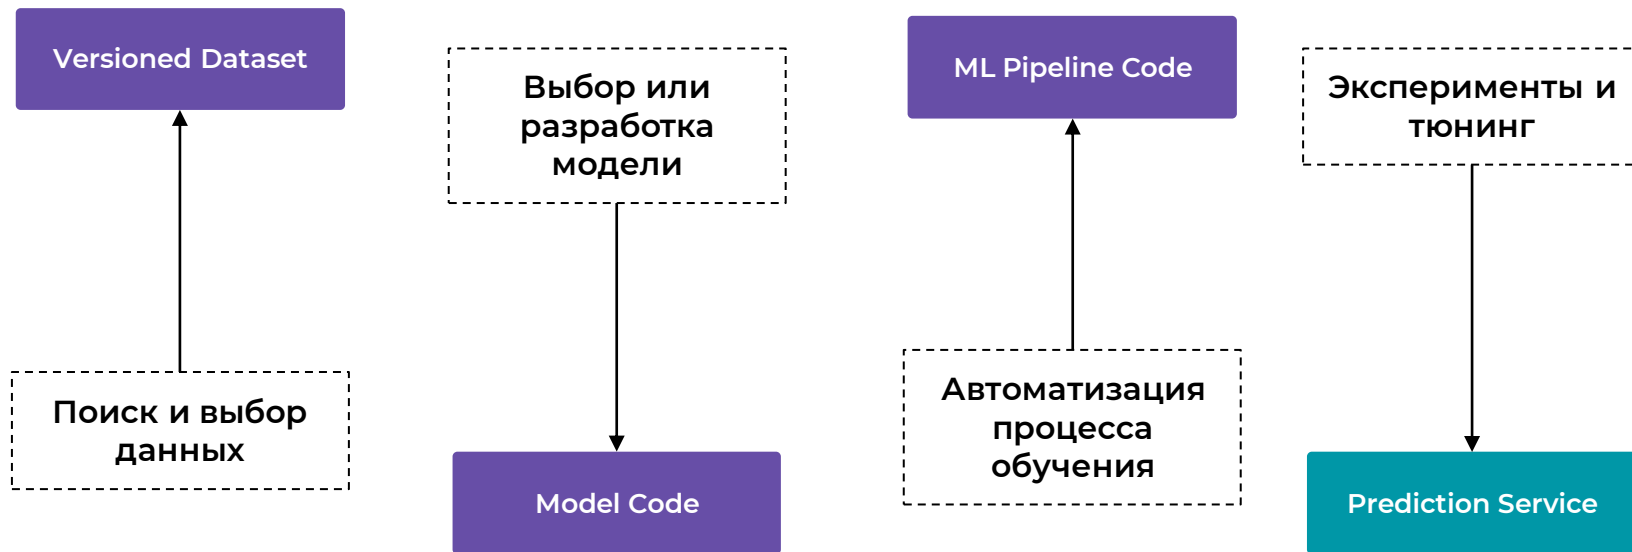 Versioned Dataset
Поиск и выбор
данных
Выбор или
разработка
модели
Model Code
ML Pipeline Code
Автоматизация
процесса
обучения
Эксперименты и
тюнинг
Prediction Service